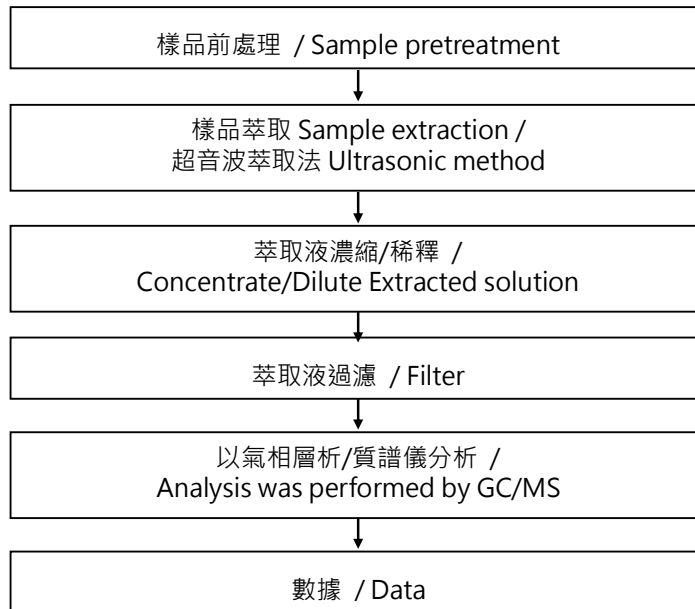 樣品前處理 / Sample pretreatment
樣品萃取 Sample extraction /
超音波萃取法 Ultrasonic method
萃取液濃縮/稀釋 /
Concentrate/Dilute Extracted solution
萃取液過濾 / Filter
以氣相層析/質譜儀分析 /
Analysis was performed by GC/MS
數據 / Data